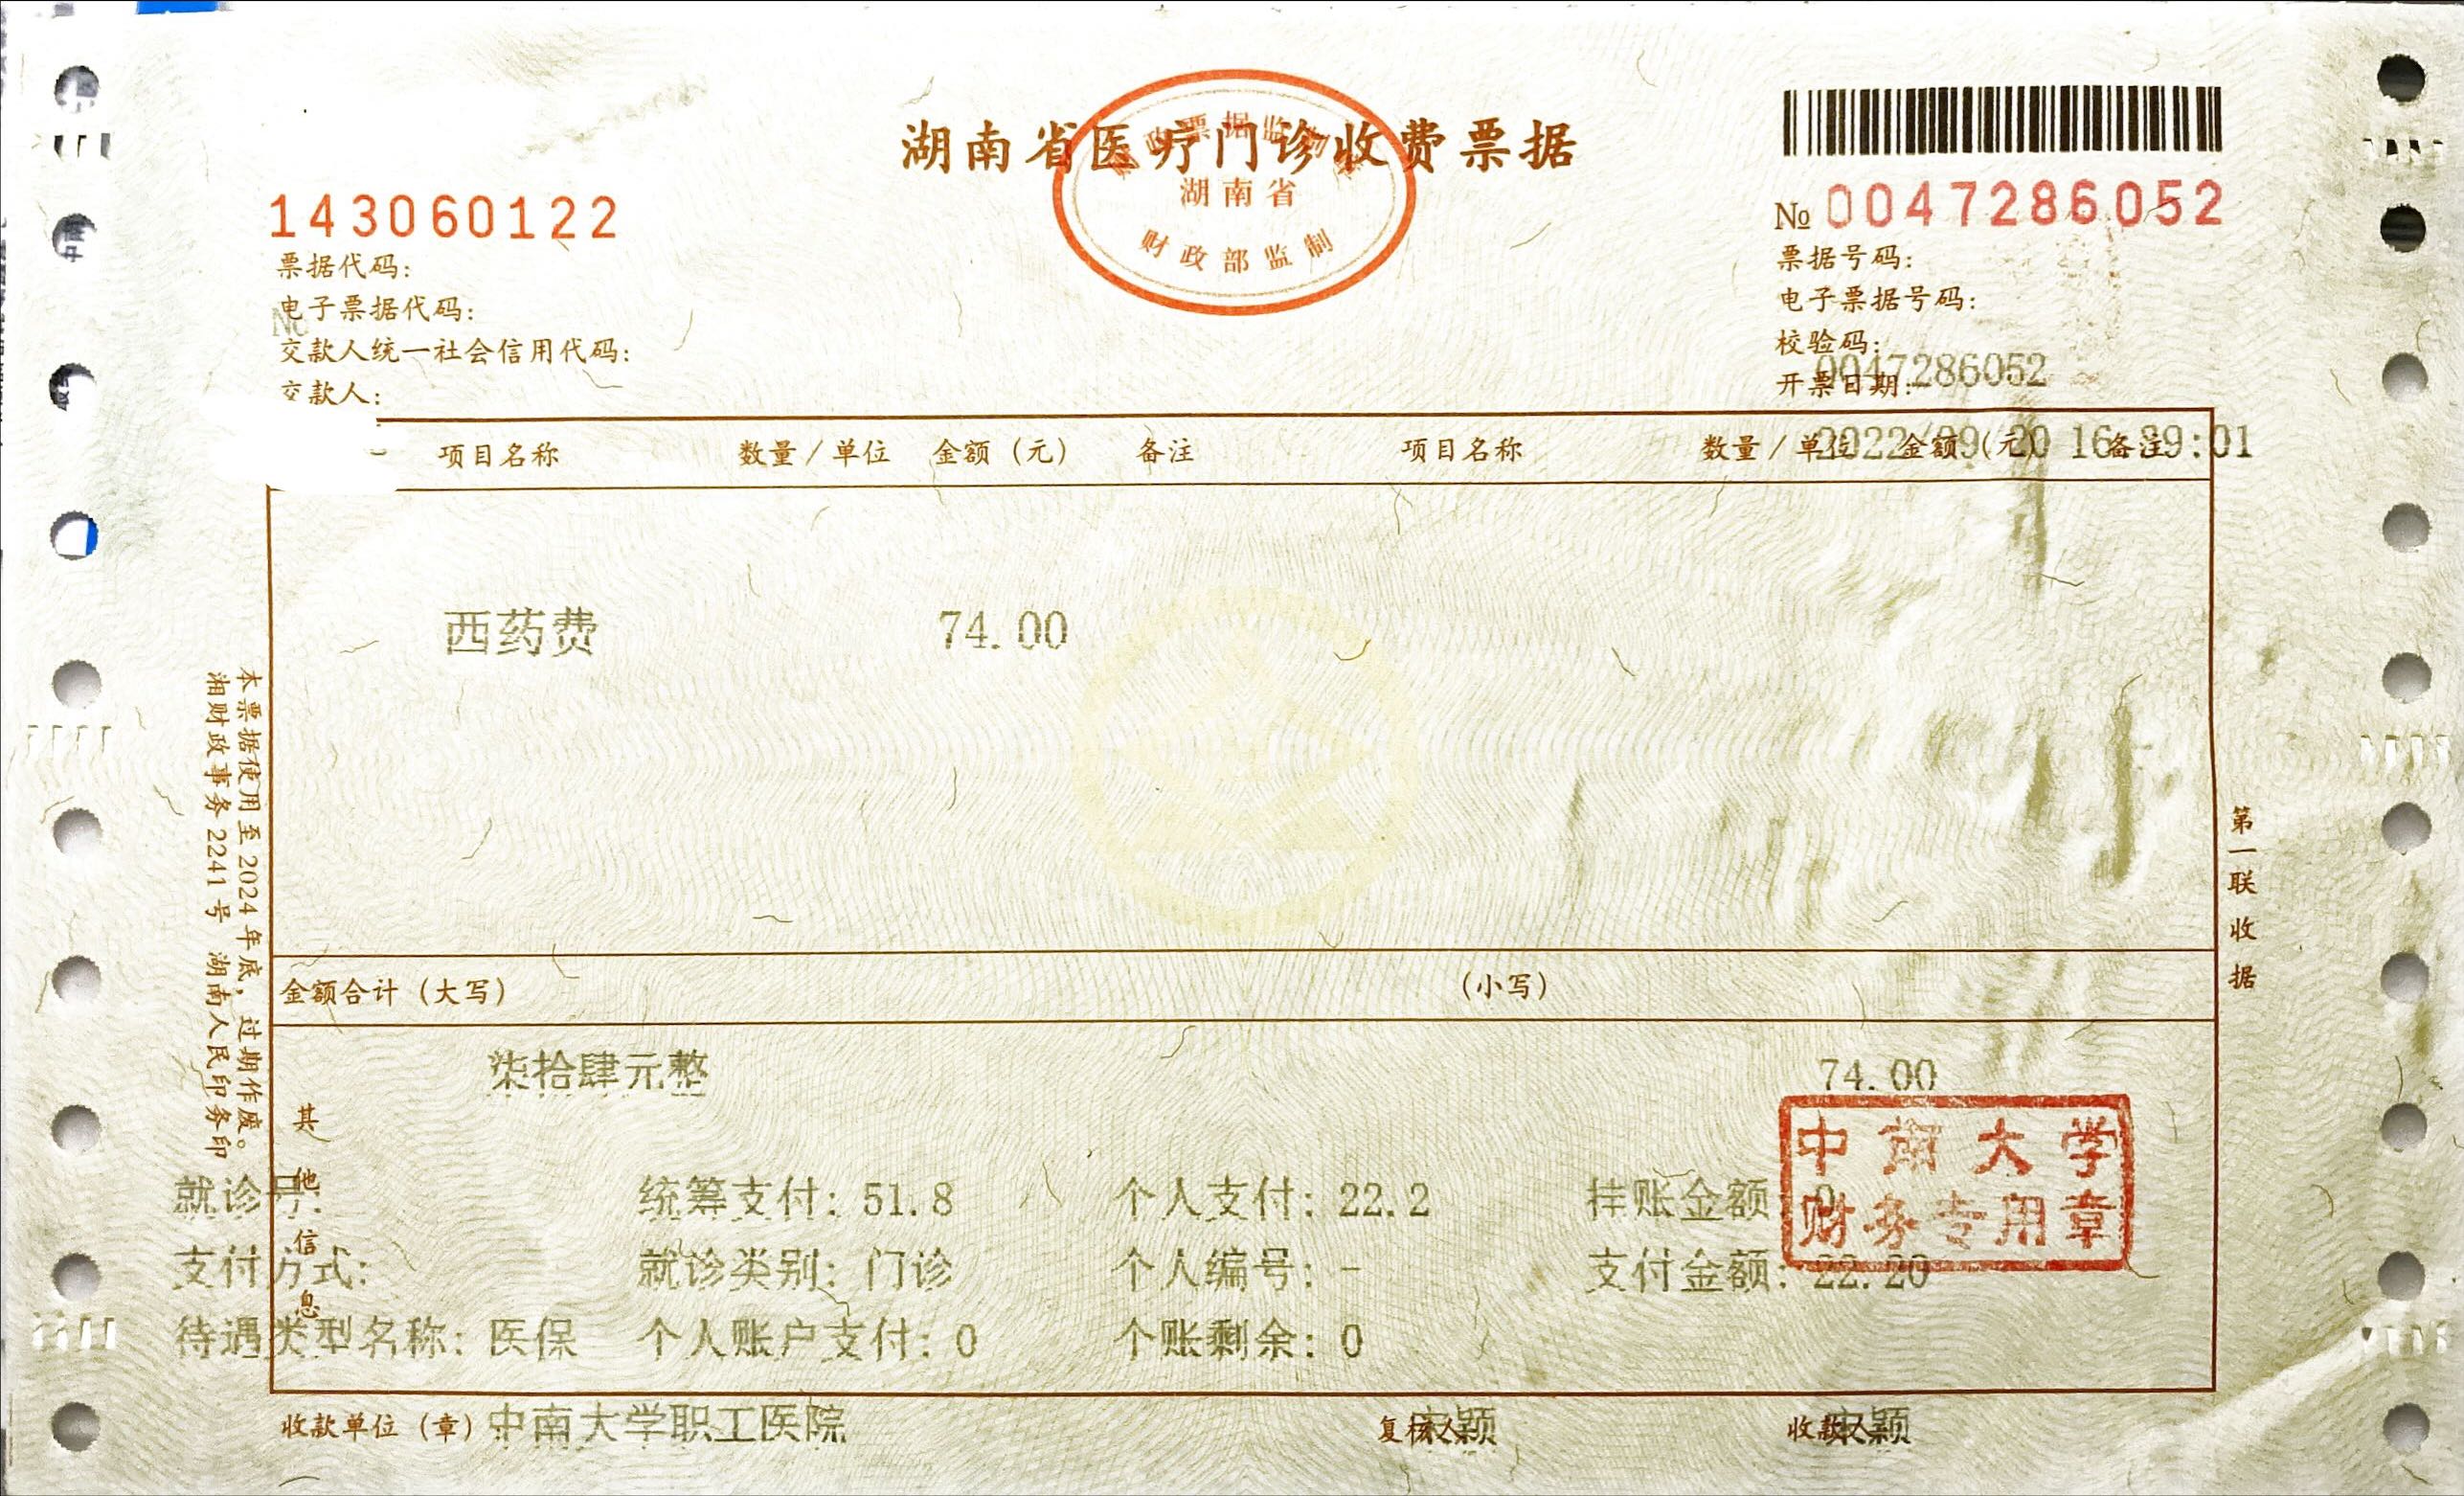 湖南省医疗门诊收费票据
财政票据监制章
湖南省
财政部监制
143060122
№ 0047286052
票据代码:
票据号码:
电子票据代码:
电子票据号码:
No
交款人统一社会信用代码:
校验码:
0047286052
交款人:
开票日期:
项目名称 数量/单位 金额(元) 备注 项目名称 数量/单位 金额(元) 备注
2022/09/20 16:39:01
西药费 74.00
金额合计(大写) (小写)
柒拾肆元整 74.00
其他信息
就诊号: 统筹支付: 51.8 个人支付: 22.2 挂账金额: 0
支付方式: 就诊类别: 门诊 个人编号: - 支付金额: 22.20
待遇类型名称: 医保 个人账户支付: 0 个账剩余: 0
中南大学
财务专用章
收款单位(章) 中南大学职工医院 复核人 颖 收款人 颖
本票据使用至2024年底,过期作废。
湘财政事务2241号 湖南人民印务印
第一联 收据